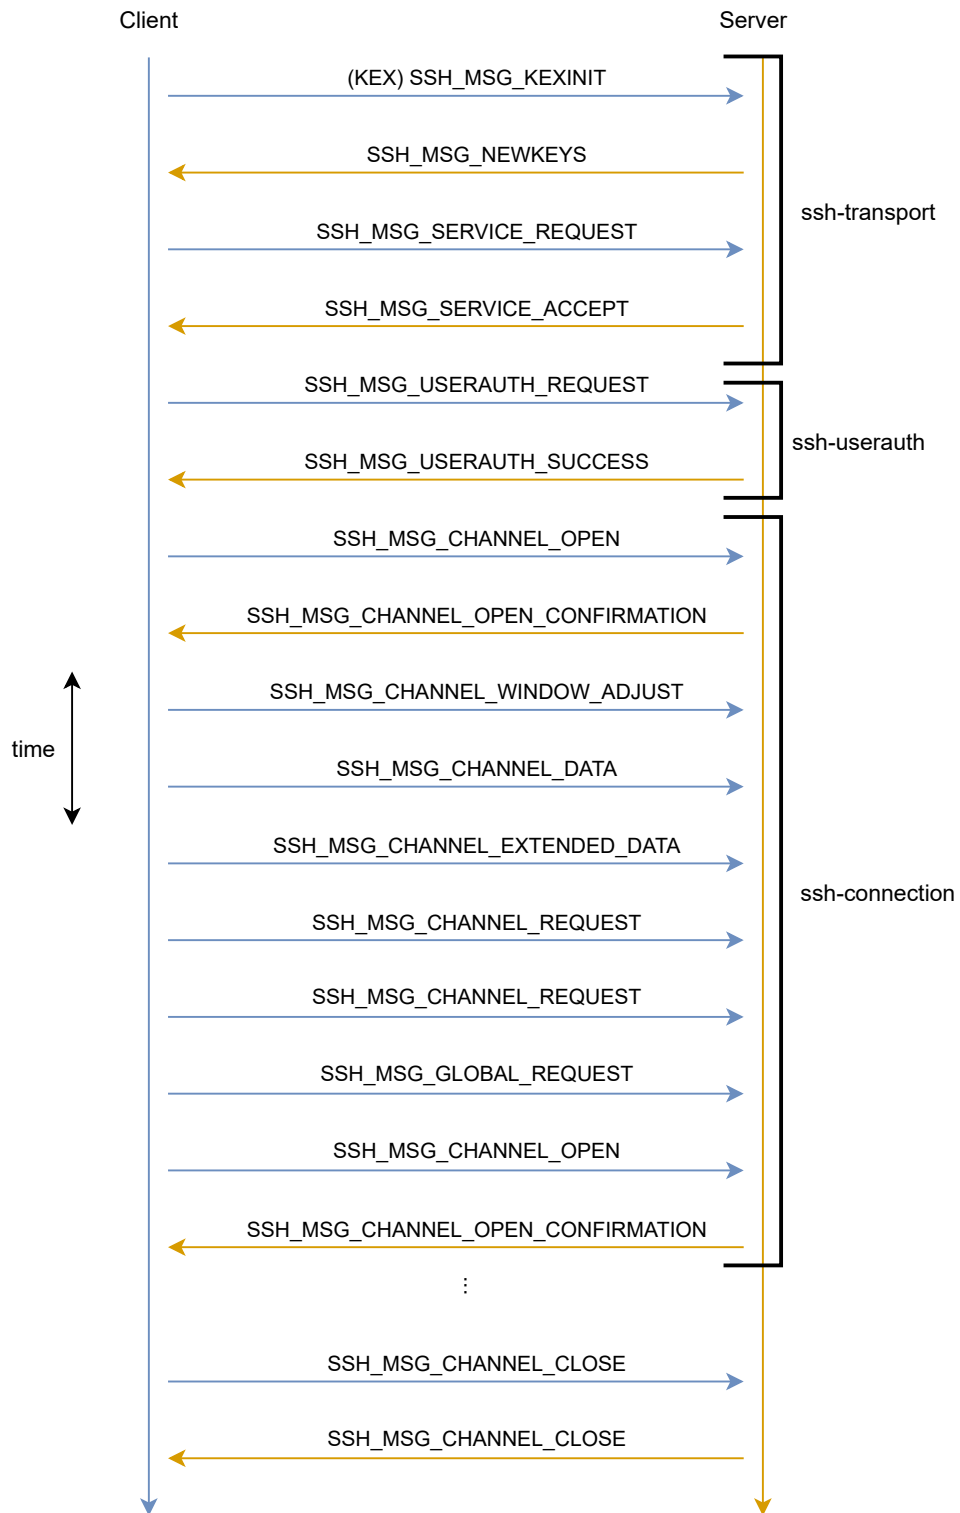 Client
Server
(KEX) SSH_MSG_KEXINIT
SSH_MSG_NEWKEYS
ssh-transport
SSH_MSG_SERVICE_REQUEST
SSH_MSG_SERVICE_ACCEPT
SSH_MSG_USERAUTH_REQUEST
ssh-userauth
SSH_MSG_USERAUTH_SUCCESS
SSH_MSG_CHANNEL_OPEN
SSH_MSG_CHANNEL_OPEN_CONFIRMATION
SSH_MSG_CHANNEL_WINDOW_ADJUST
time
SSH_MSG_CHANNEL_DATA
SSH_MSG_CHANNEL_EXTENDED_DATA
ssh-connection
SSH_MSG_CHANNEL_REQUEST
SSH_MSG_CHANNEL_REQUEST
SSH_MSG_GLOBAL_REQUEST
SSH_MSG_CHANNEL_OPEN
SSH_MSG_CHANNEL_OPEN_CONFIRMATION
⋮
SSH_MSG_CHANNEL_CLOSE
SSH_MSG_CHANNEL_CLOSE